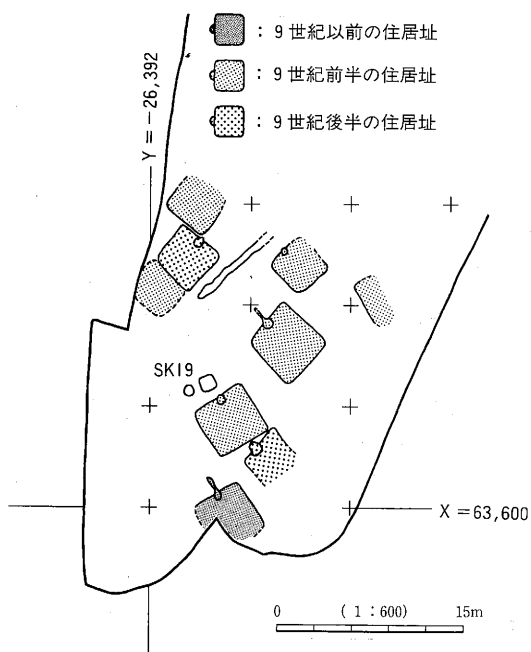 : 9世紀以前の住居址
: 9世紀前半の住居址
: 9世紀後半の住居址
Y = −26,392
SK19
X = 63,600
0 (1:600) 15m